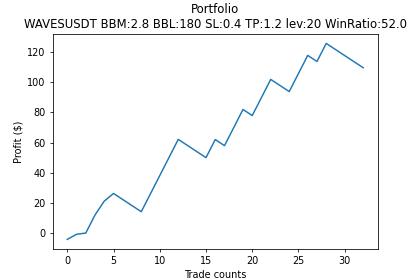 Portfolio
WAVESUSDT BBM:2.8 BBL:180 SL:0.4 TP:1.2 lev:20 WinRatio:52.0
120
100
80
60
40
20
0
Profit ($)
0 5 10 15 20 25 30
Trade counts